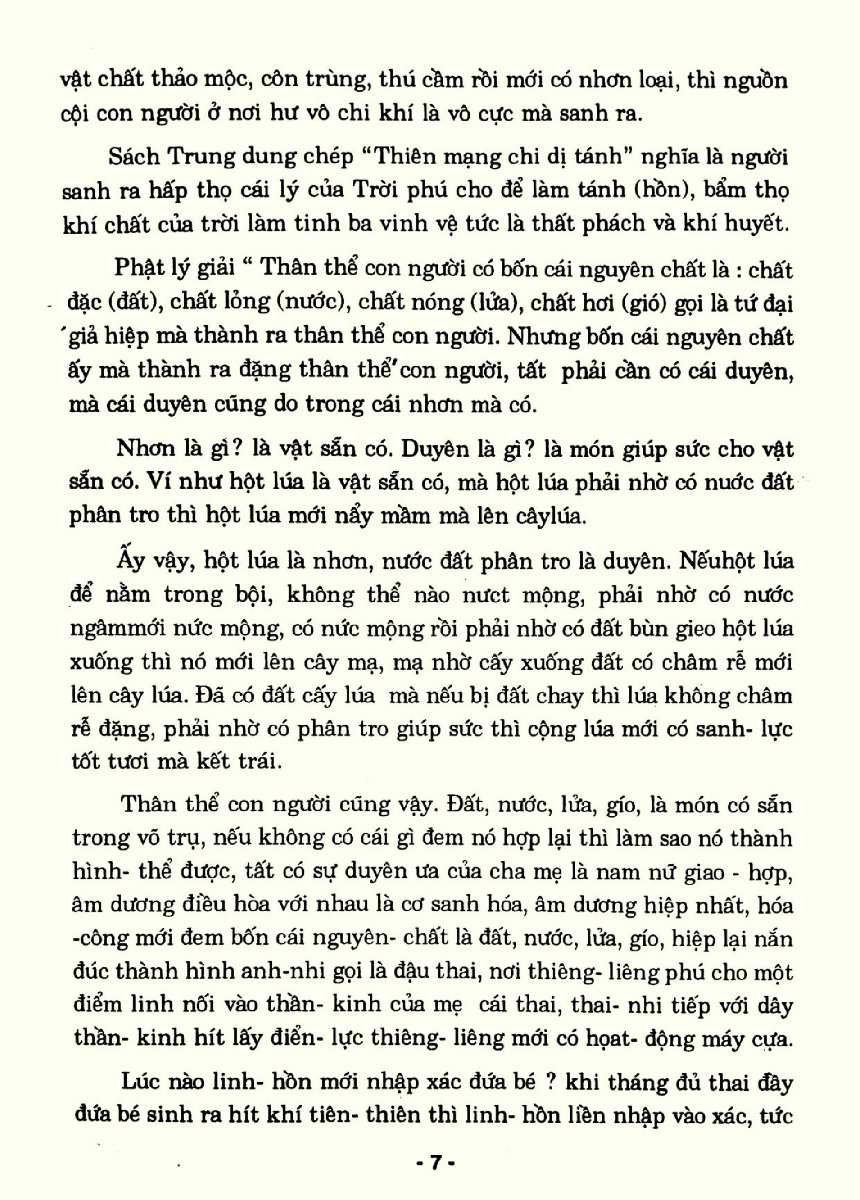 vật chất thảo mộc, côn trùng, thú cầm rồi mới có nhơn loại, thì nguồn
cội con người ở nơi hư vô chi khí là vô cực mà sanh ra.
Sách Trung dung chép “Thiên mạng chi dị tánh” nghĩa là người
sanh ra hấp thọ cái lý của Trời phú cho để làm tánh (hồn), bẩm thọ
khí chất của trời làm tinh ba vinh vệ tức là thất phách và khí huyết.
Phật lý giải “ Thân thể con người có bốn cái nguyên chất là : chất
đặc (đất), chất lỏng (nước), chất nóng (lửa), chất hơi (gió) gọi là tứ đại
giả hiệp mà thành ra thân thể con người. Nhưng bốn cái nguyên chất
ấy mà thành ra đặng thân thể con người, tất phải cần có cái duyên,
mà cái duyên cũng do trong cái nhơn mà có.
Nhơn là gì? là vật sẵn có. Duyên là gì? là món giúp sức cho vật
sẵn có. Ví như hột lúa là vật sẵn có, mà hột lúa phải nhờ có nuớc đất
phân tro thì hột lúa mới nẩy mầm mà lên câylúa.
Ấy vậy, hột lúa là nhơn, nước đất phân tro là duyên. Nếuhột lúa
để nằm trong bội, không thể nào nưct mộng, phải nhờ có nước
ngâmmới nức mộng, có nức mộng rồi phải nhờ có đất bùn gieo hột lúa
xuống thì nó mới lên cây mạ, mạ nhờ cấy xuống đất có châm rễ mới
lên cây lúa. Đã có đất cấy lúa mà nếu bị đất chay thì lúa không châm
rễ đặng, phải nhờ có phân tro giúp sức thì cộng lúa mới có sanh- lực
tốt tươi mà kết trái.
Thân thể con người cũng vậy. Đất, nước, lửa, gío, là món có sẵn
trong võ trụ, nếu không có cái gì đem nó hợp lại thì làm sao nó thành
hình- thể được, tất có sự duyên ưa của cha mẹ là nam nữ giao - hợp,
âm dương điều hòa với nhau là cơ sanh hóa, âm dương hiệp nhất, hóa
-công mới đem bốn cái nguyên- chất là đất, nước, lửa, gío, hiệp lại nắn
đúc thành hình anh-nhi gọi là đậu thai, nơi thiêng- liêng phú cho một
điểm linh nối vào thần- kinh của mẹ cái thai, thai- nhi tiếp với dây
thần- kinh hít lấy điển- lực thiêng- liêng mới có họat- động máy cựa.
Lúc nào linh- hồn mới nhập xác đứa bé ? khi tháng đủ thai đầy
đứa bé sinh ra hít khí tiên- thiên thì linh- hồn liền nhập vào xác, tức
- 7 -